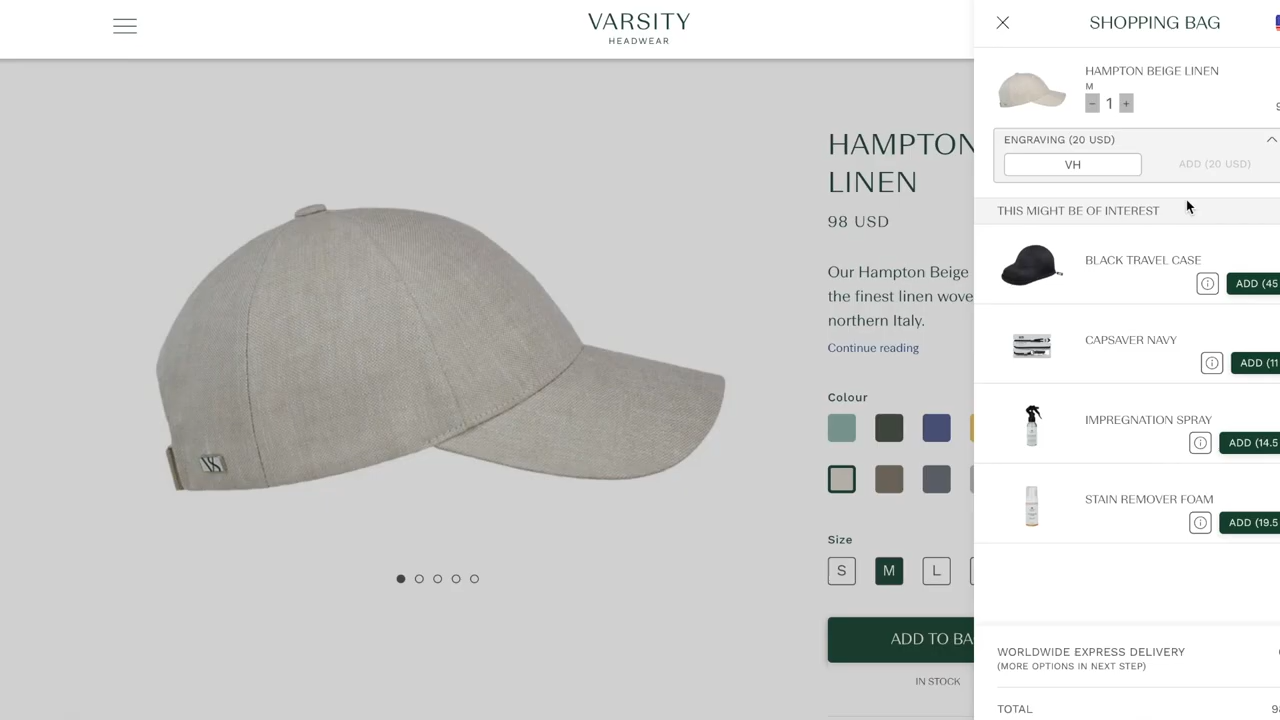 VARSITY
HEADWEAR
HAMPTON
LINEN
98 USD
Our Hampton Beige
the finest linen wove
northern Italy.
Continue reading
Colour
Size
S
M
L
ADD TO BA
IN STOCK
SHOPPING BAG
HAMPTON BEIGE LINEN
M
− 1 +
9
ENGRAVING (20 USD)
VH
ADD (20 USD)
THIS MIGHT BE OF INTEREST
BLACK TRAVEL CASE
ADD (45
CAPSAVER NAVY
ADD (11
IMPREGNATION SPRAY
ADD (14.5
STAIN REMOVER FOAM
ADD (19.5
WORLDWIDE EXPRESS DELIVERY
(MORE OPTIONS IN NEXT STEP)
TOTAL
98